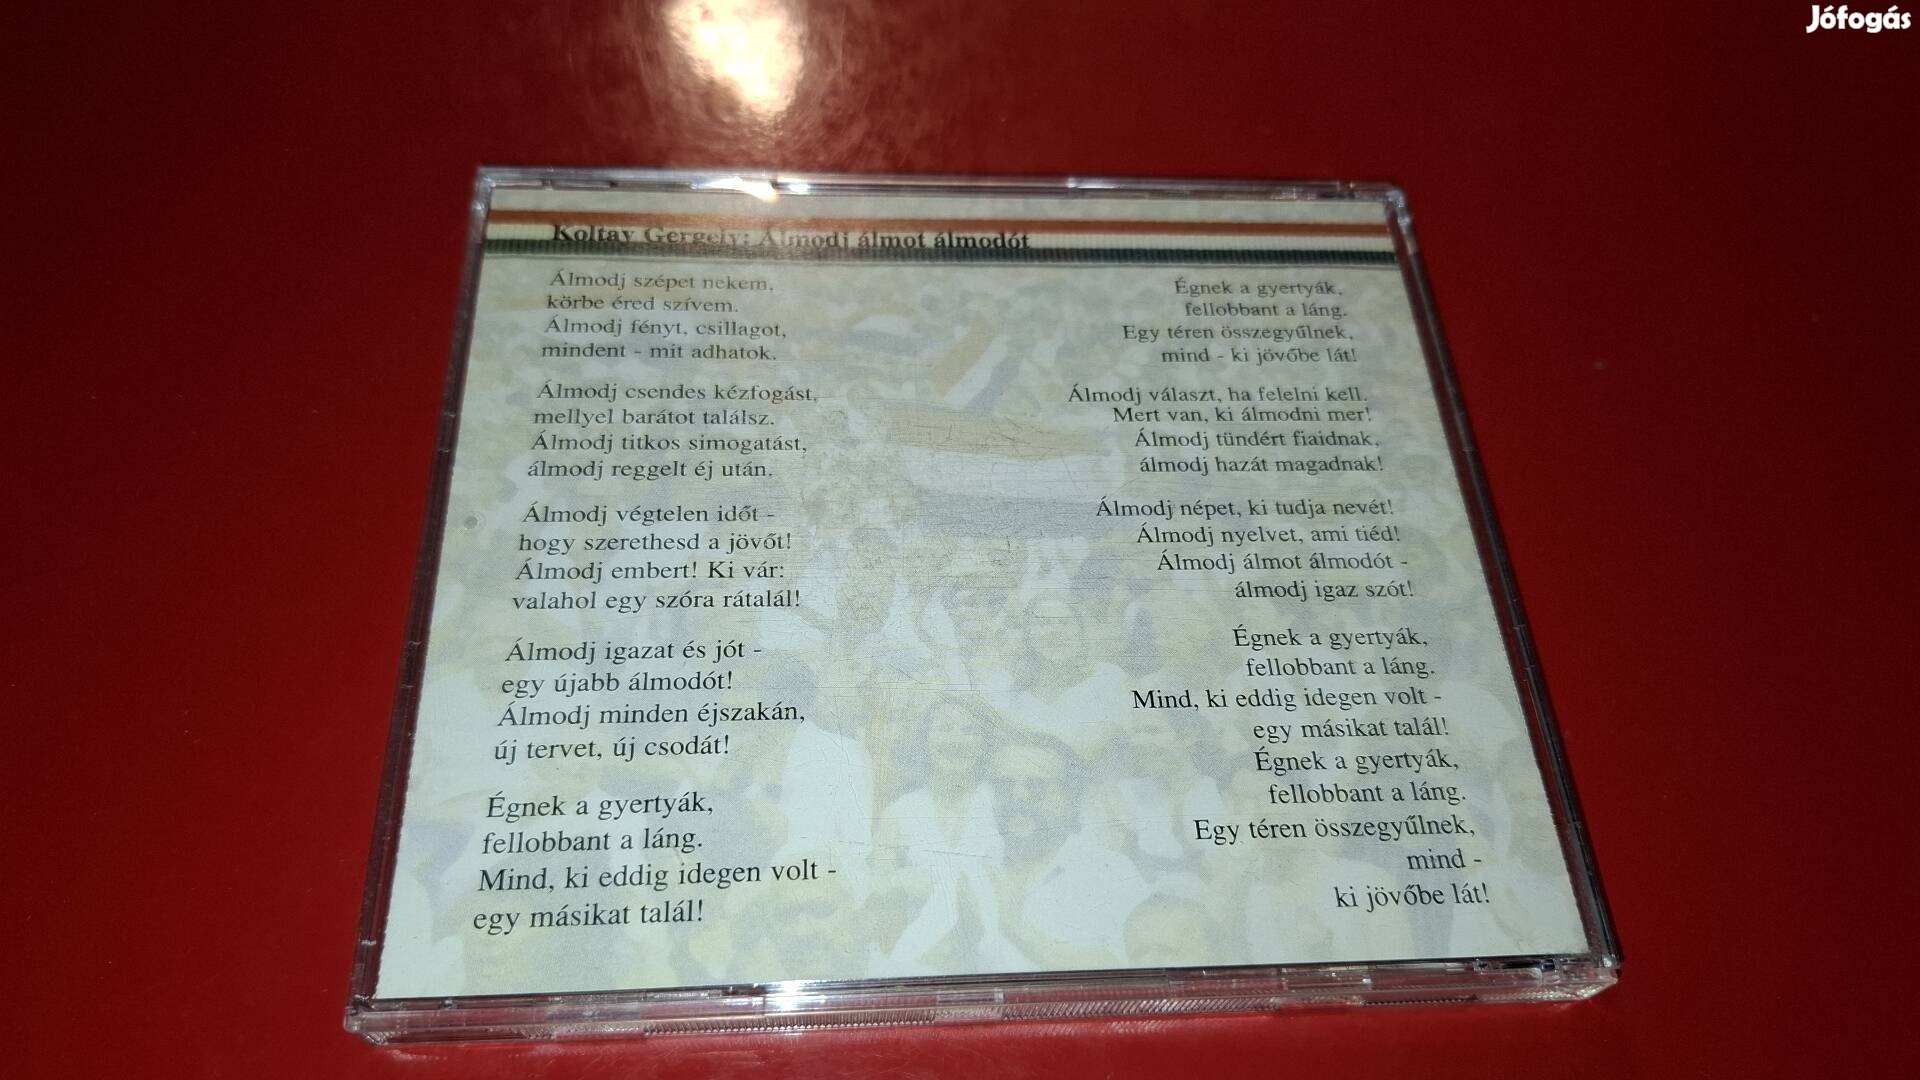 Jófogás
Koltay Gergely: Álmodj álmot álmodót
Álmodj szépet nekem,
körbe éred szívem.
Álmodj fényt, csillagot,
mindent - mit adhatok.
Álmodj csendes kézfogást,
mellyel barátot találsz.
Álmodj titkos simogatást,
álmodj reggelt éj után.
Álmodj végtelen időt -
hogy szerethesd a jövőt!
Álmodj embert! Ki vár:
valahol egy szóra rátalál!
Álmodj igazat és jót -
egy újabb álmodót!
Álmodj minden éjszakán,
új tervet, új csodát!
Égnek a gyertyák,
fellobbant a láng.
Mind, ki eddig idegen volt -
egy másikat talál!
Égnek a gyertyák,
fellobbant a láng.
Egy téren összegyűlnek,
mind - ki jövőbe lát!
Álmodj választ, ha felelni kell.
Mert van, ki álmodni mer!
Álmodj tündért fiaidnak,
álmodj hazát magadnak!
Álmodj népet, ki tudja nevét!
Álmodj nyelvet, ami tiéd!
Álmodj álmot álmodót -
álmodj igaz szót!
Égnek a gyertyák,
fellobbant a láng.
Mind, ki eddig idegen volt -
egy másikat talál!
Égnek a gyertyák,
fellobbant a láng.
Egy téren összegyűlnek,
mind -
ki jövőbe lát!